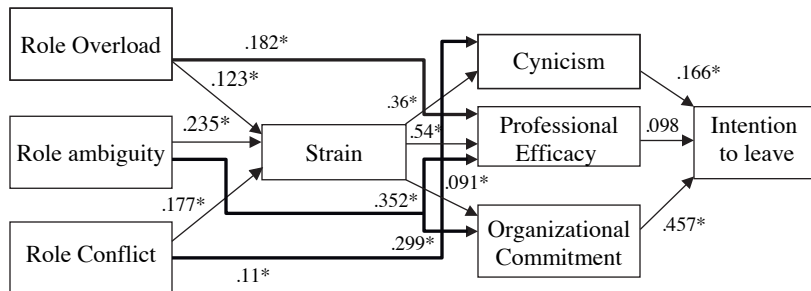 Role Overload
.182*
.123*
Cynicism
.166*
.36*
Role ambiguity
.235*
Strain
.54*
Professional
Efficacy
.098
Intention
to leave
.177*
.352*
.091*
Role Conflict
.299*
.11*
Organizational
Commitment
.457*